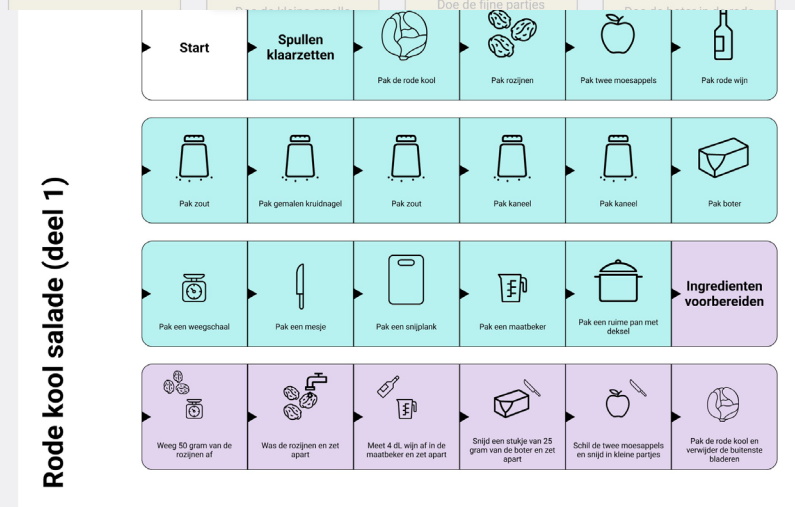 Doe de fijne partjes
Rode kool salade (deel 1)
Start
Spullen
klaarzetten
Pak de rode kool
Pak rozijnen
Pak twee moesappels
Pak rode wijn
Pak zout
Pak gemalen kruidnagel
Pak zout
Pak kaneel
Pak kaneel
Pak boter
Pak een weegschaal
Pak een mesje
Pak een snijplank
Pak een maatbeker
Pak een ruime pan met
deksel
Ingredienten
voorbereiden
Weeg 50 gram van de
rozijnen af
Was de rozijnen en zet
apart
Meet 4 dL wijn af in de
maatbeker en zet apart
Snijd een stukje van 25
gram van de boter en zet
apart
Schil de twee moesappels
en snijd in kleine partjes
Pak de rode kool en
verwijder de buitenste
bladeren